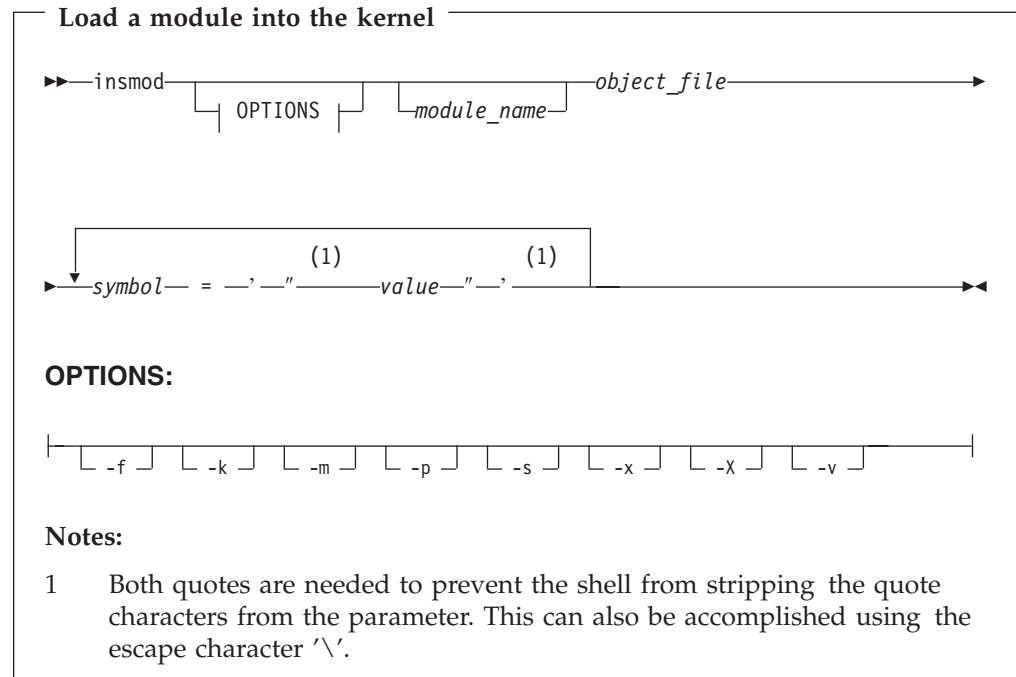 Load a module into the kernel
insmod object_file
OPTIONS module_name
(1) (1)
symbol = ' " value " '
OPTIONS:
-f -k -m -p -s -x -X -v
Notes:
1 Both quotes are needed to prevent the shell from stripping the quote
characters from the parameter. This can also be accomplished using the
escape character '\'.